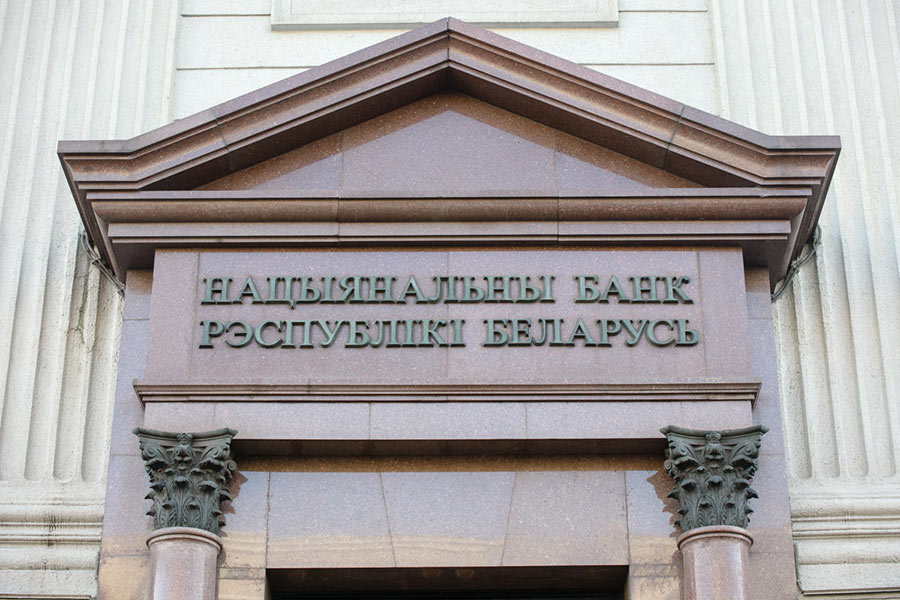 НАЦЫЯНАЛЬНЫ БАНК
РЭСПУБЛІКІ БЕЛАРУСЬ